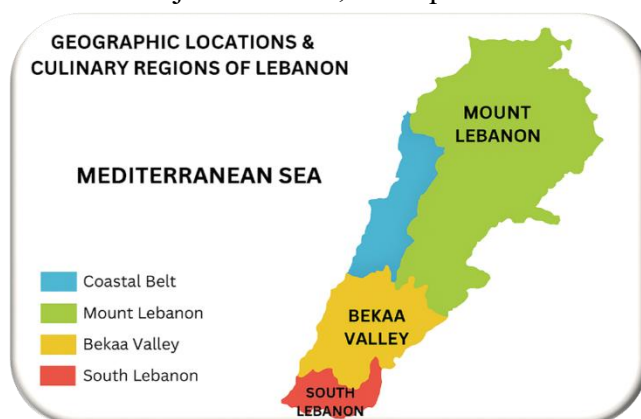 GEOGRAPHIC LOCATIONS &
CULINARY REGIONS OF LEBANON
MOUNT
LEBANON
MEDITERRANEAN SEA
Coastal Belt
Mount Lebanon
Bekaa Valley
South Lebanon
BEKAA
VALLEY
SOUTH
LEBANON